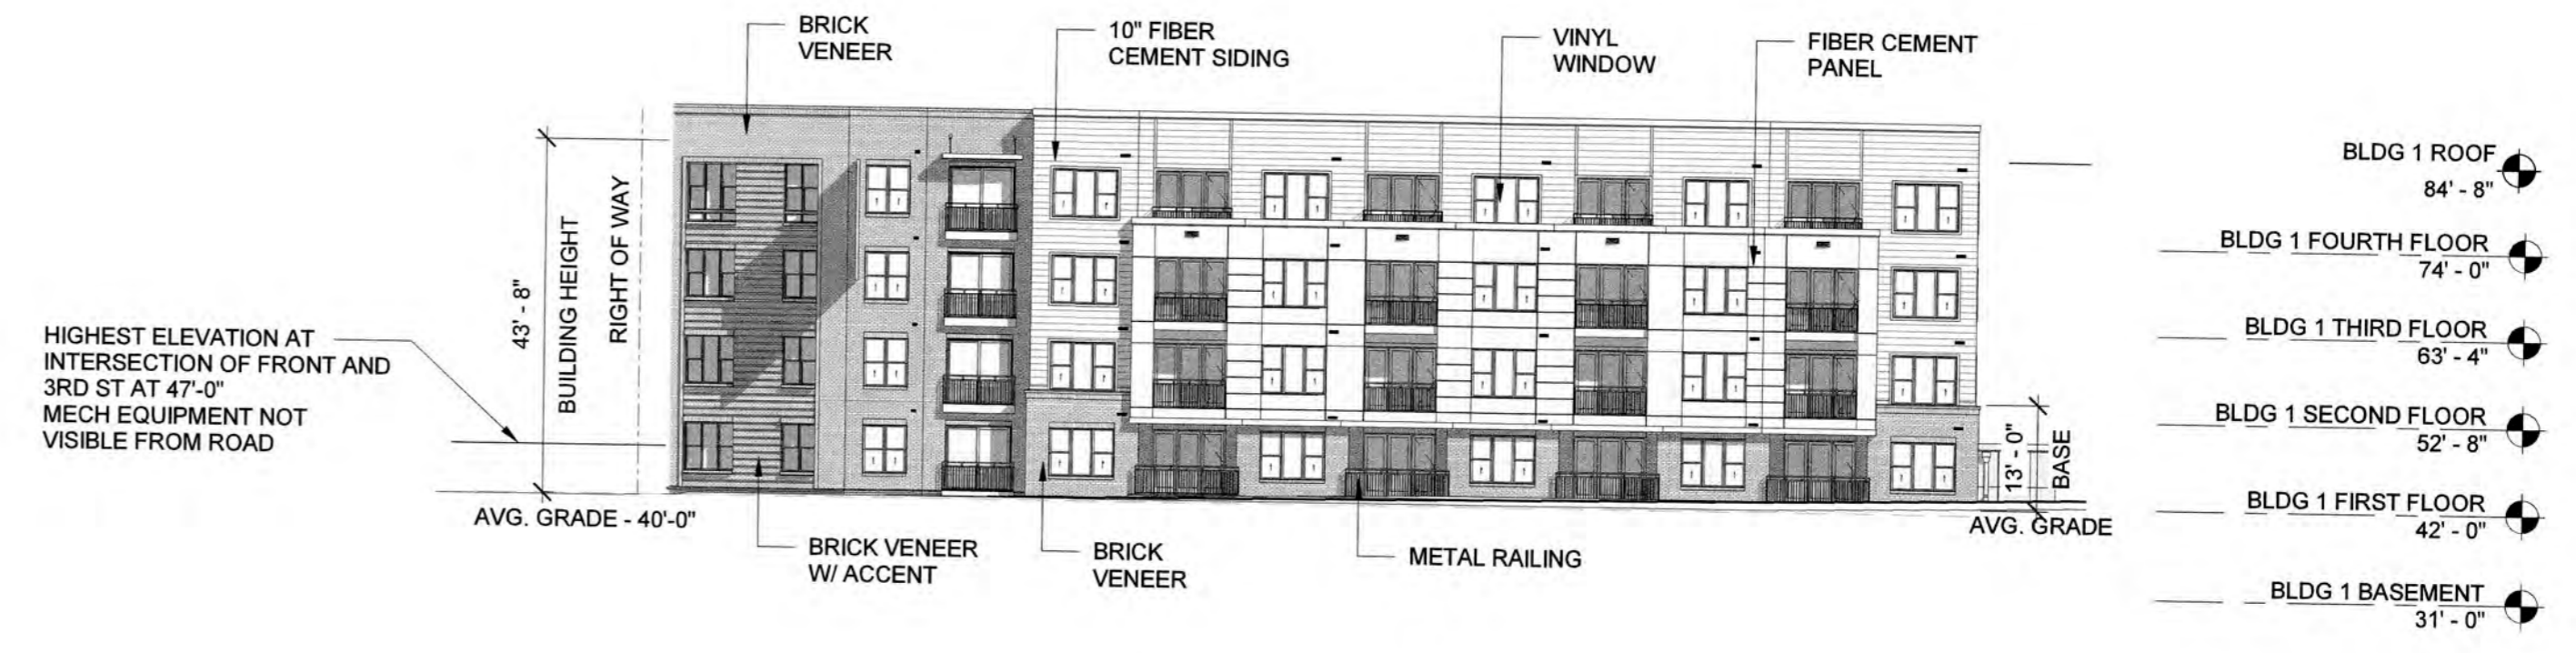 BRICK
VENEER
10" FIBER
CEMENT SIDING
VINYL
WINDOW
FIBER CEMENT
PANEL
43' - 8"
BUILDING HEIGHT
RIGHT OF WAY
HIGHEST ELEVATION AT
INTERSECTION OF FRONT AND
3RD ST AT 47'-0"
MECH EQUIPMENT NOT
VISIBLE FROM ROAD
AVG. GRADE - 40'-0"
BRICK VENEER
W/ ACCENT
BRICK
VENEER
METAL RAILING
13' - 0"
BASE
AVG. GRADE
BLDG 1 ROOF
84' - 8"
BLDG 1 FOURTH FLOOR
74' - 0"
BLDG 1 THIRD FLOOR
63' - 4"
BLDG 1 SECOND FLOOR
52' - 8"
BLDG 1 FIRST FLOOR
42' - 0"
BLDG 1 BASEMENT
31' - 0"